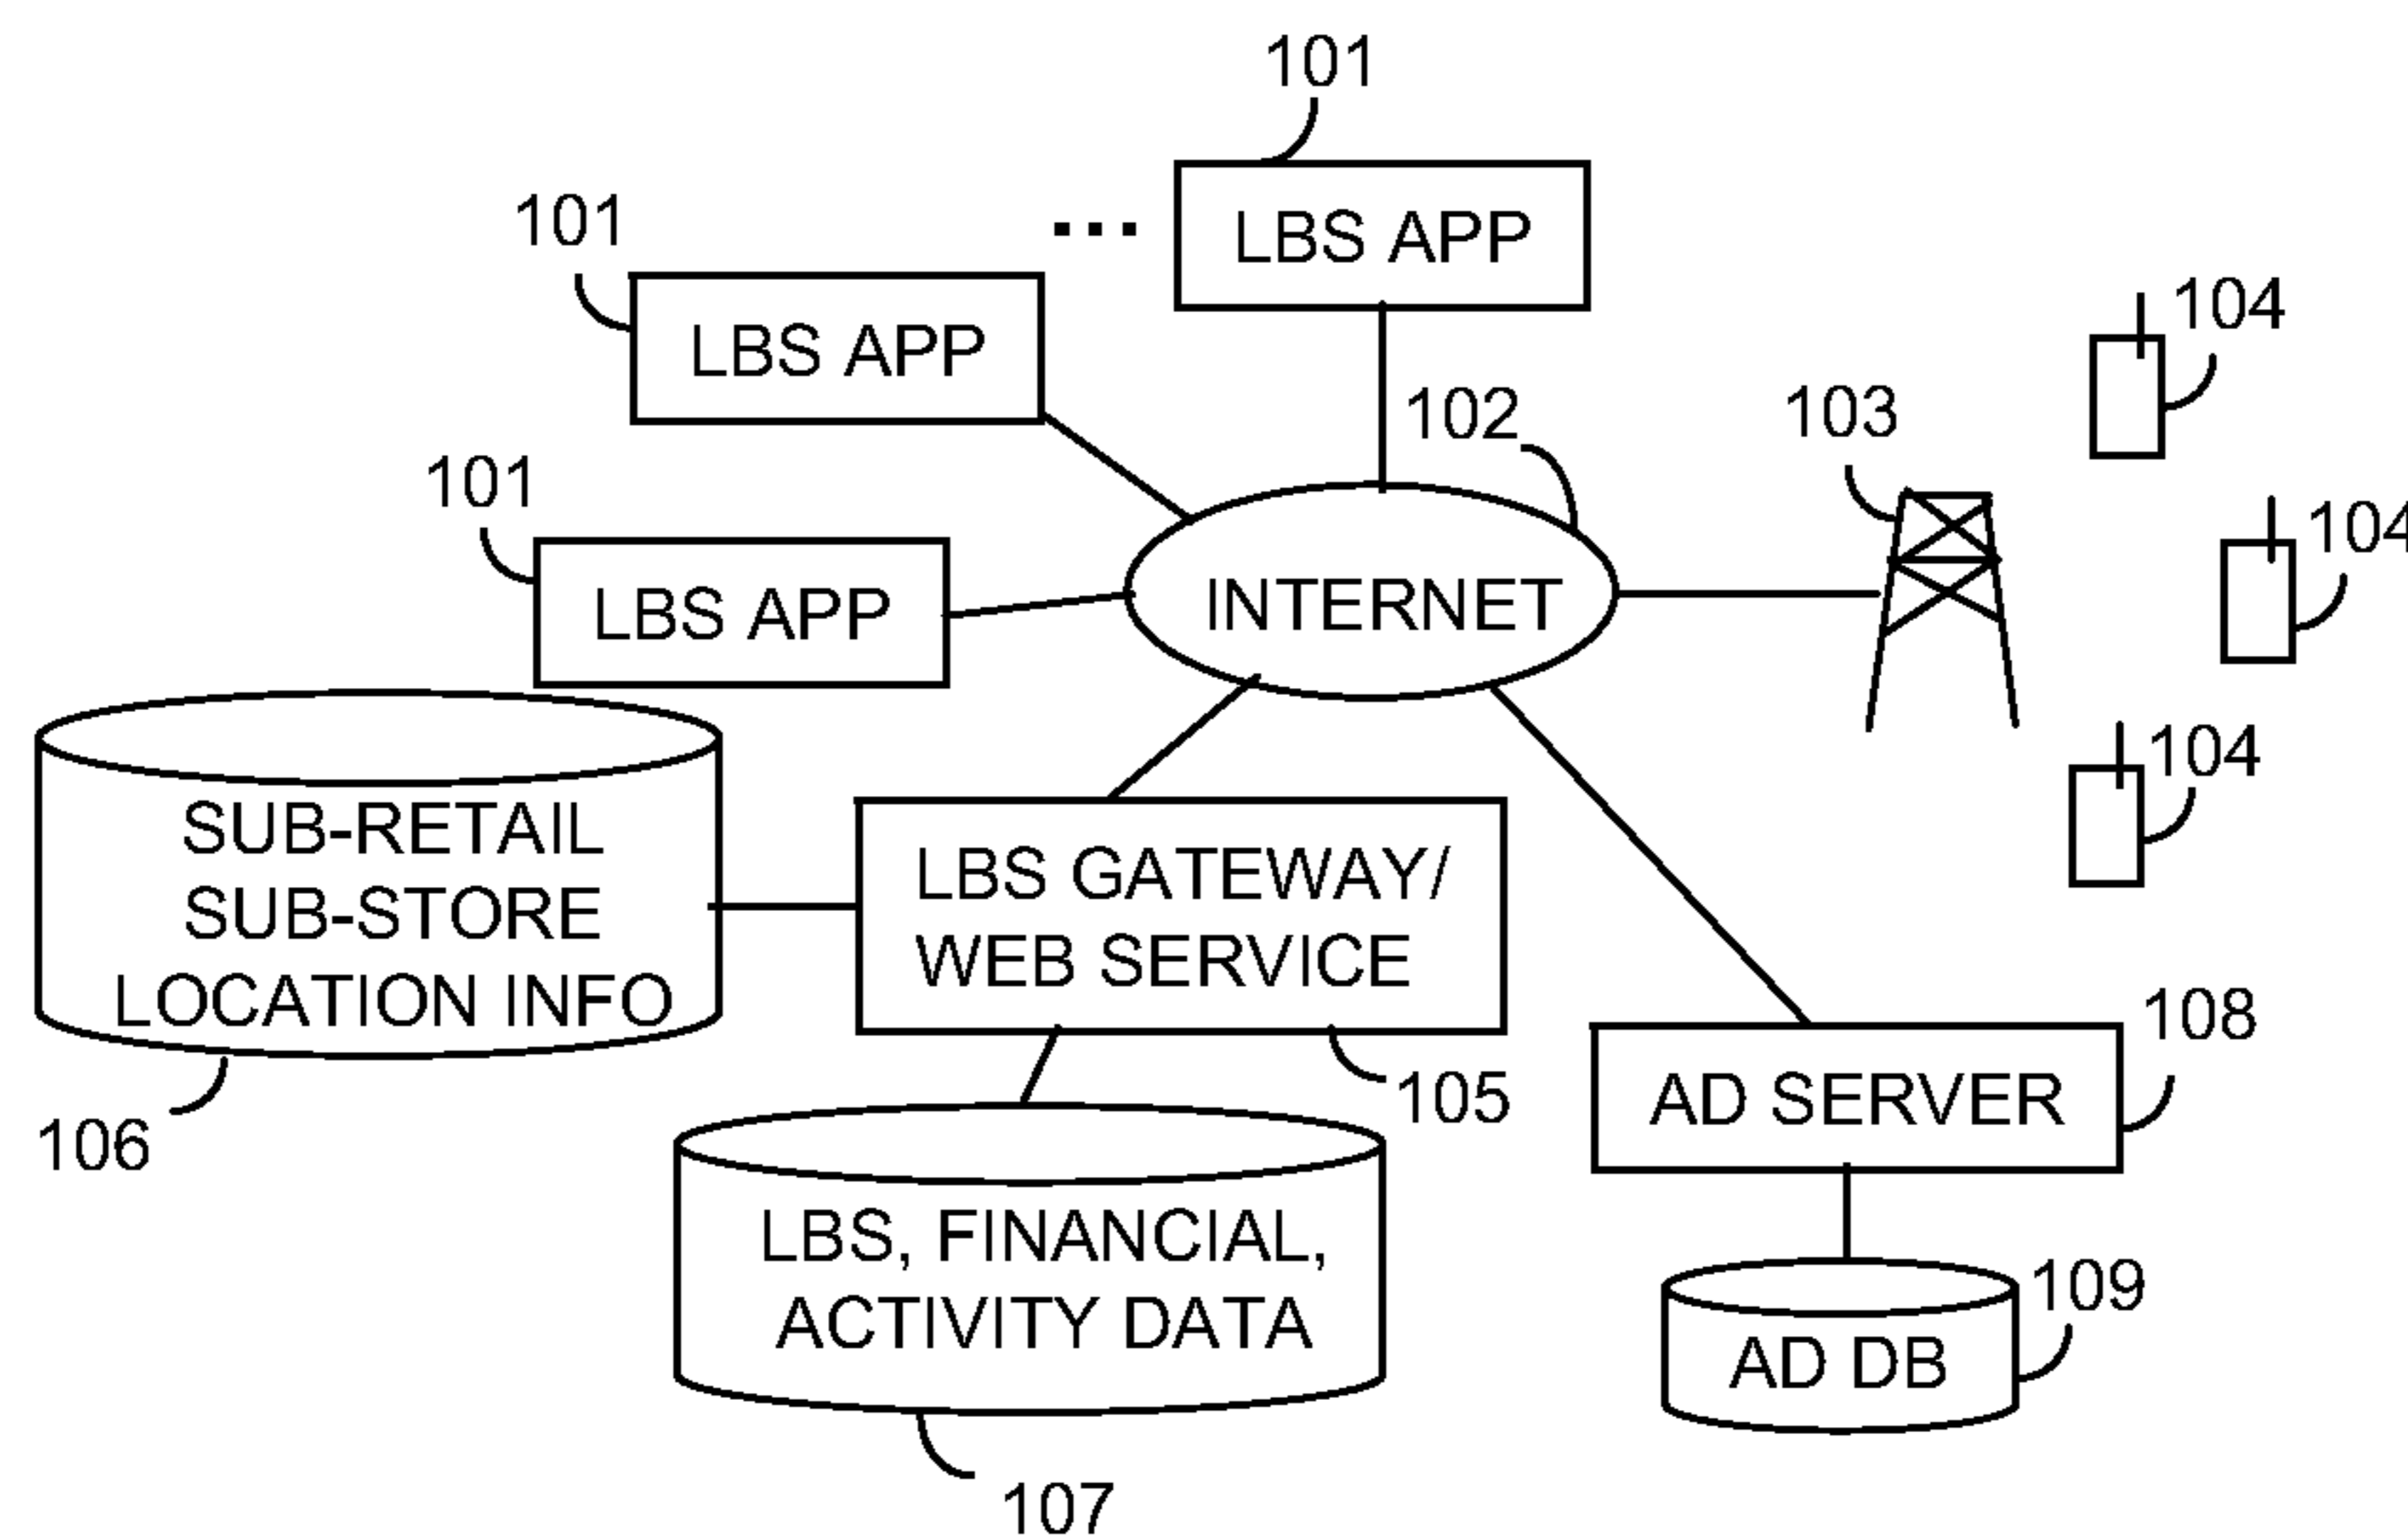 101
LBS APP
101
...
LBS APP
104
102
103
101
LBS APP
INTERNET
104
104
SUB-RETAIL
SUB-STORE
LOCATION INFO
LBS GATEWAY/
WEB SERVICE
108
AD SERVER
105
106
LBS, FINANCIAL,
ACTIVITY DATA
109
AD DB
107